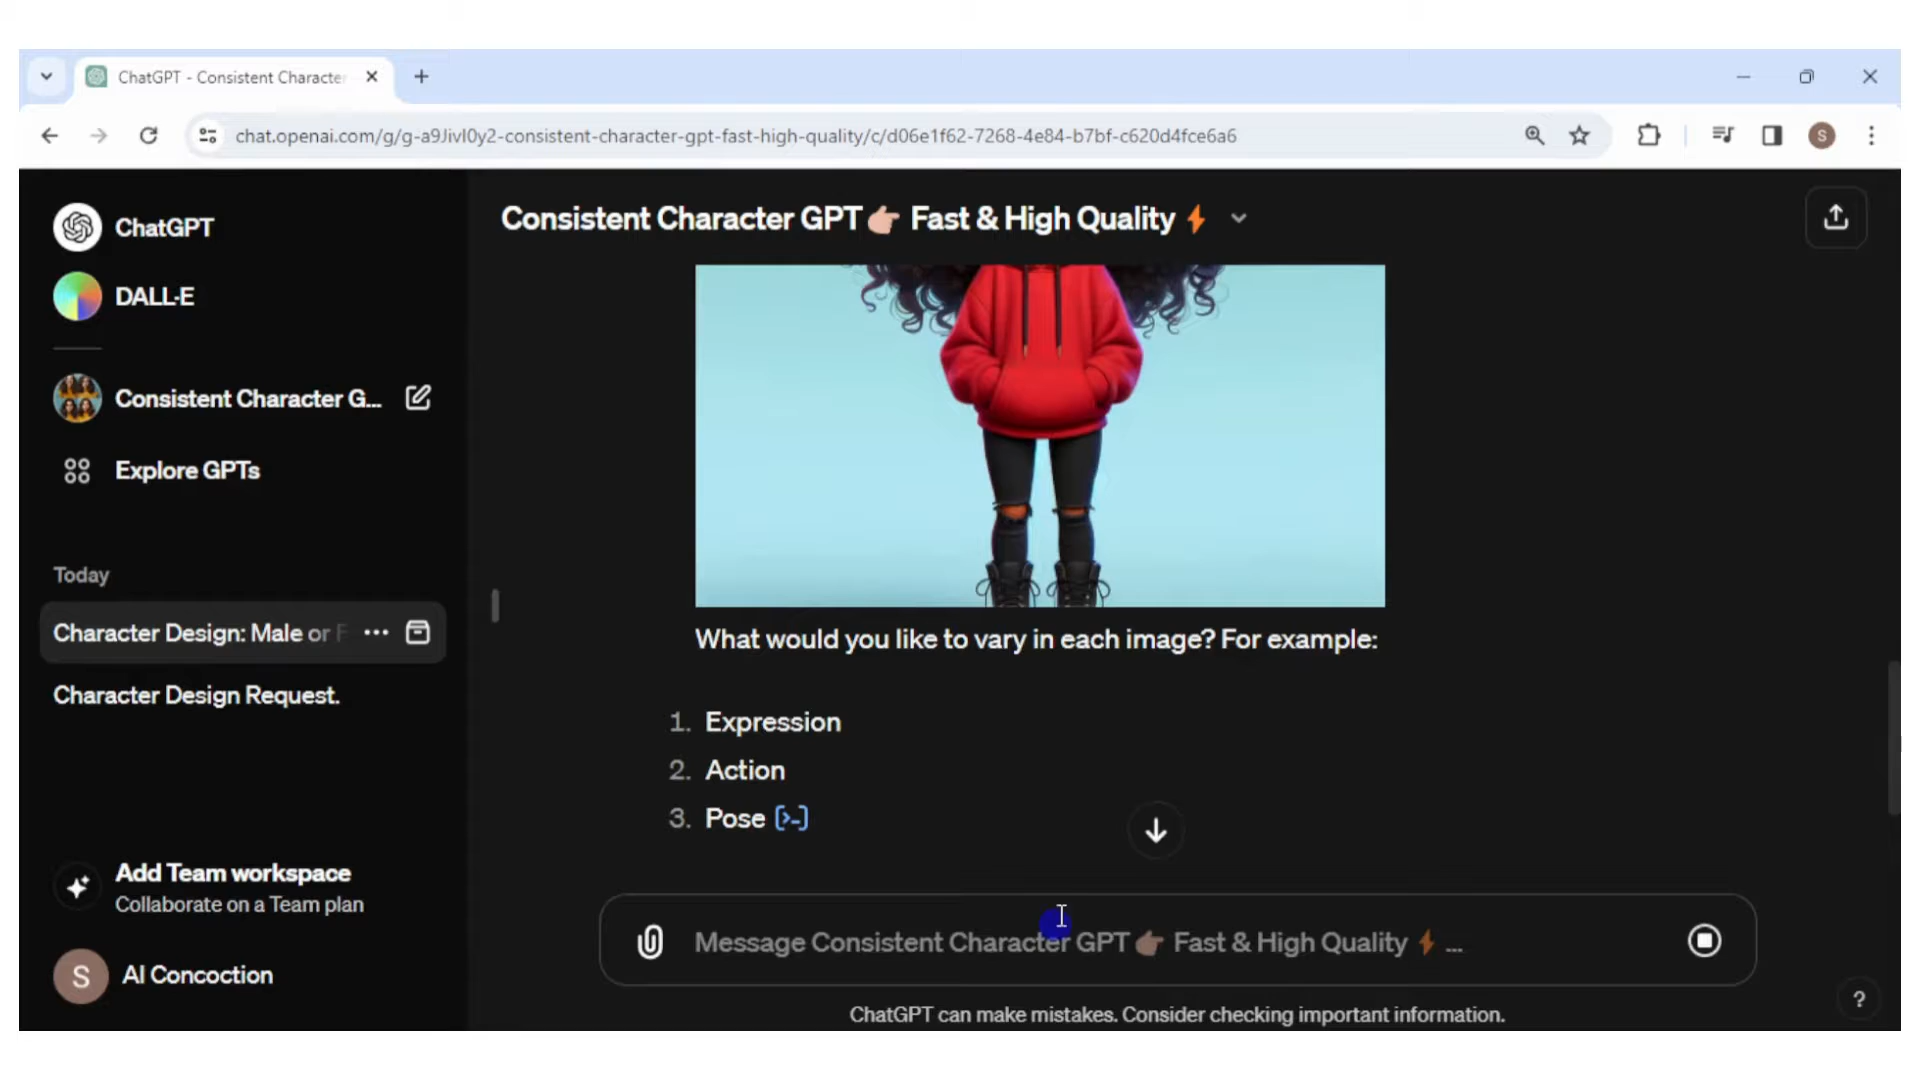 ChatGPT - Consistent Character
chat.openai.com/g/g-a9JivI0y2-consistent-character-gpt-fast-high-quality/c/d06e1f62-7268-4e84-b7bf-c620d4fce6a6
S
ChatGPT
Consistent Character GPT👉🏼 Fast & High Quality⚡
DALL·E
Consistent Character G...
Explore GPTs
Today
Character Design: Male or F
Character Design Request.
What would you like to vary in each image? For example:
1. Expression
2. Action
3. Pose [>-]
Add Team workspace
Collaborate on a Team plan
S
AI Concoction
Message Consistent Character GPT👉🏼 Fast & High Quality⚡...
ChatGPT can make mistakes. Consider checking important information.
?